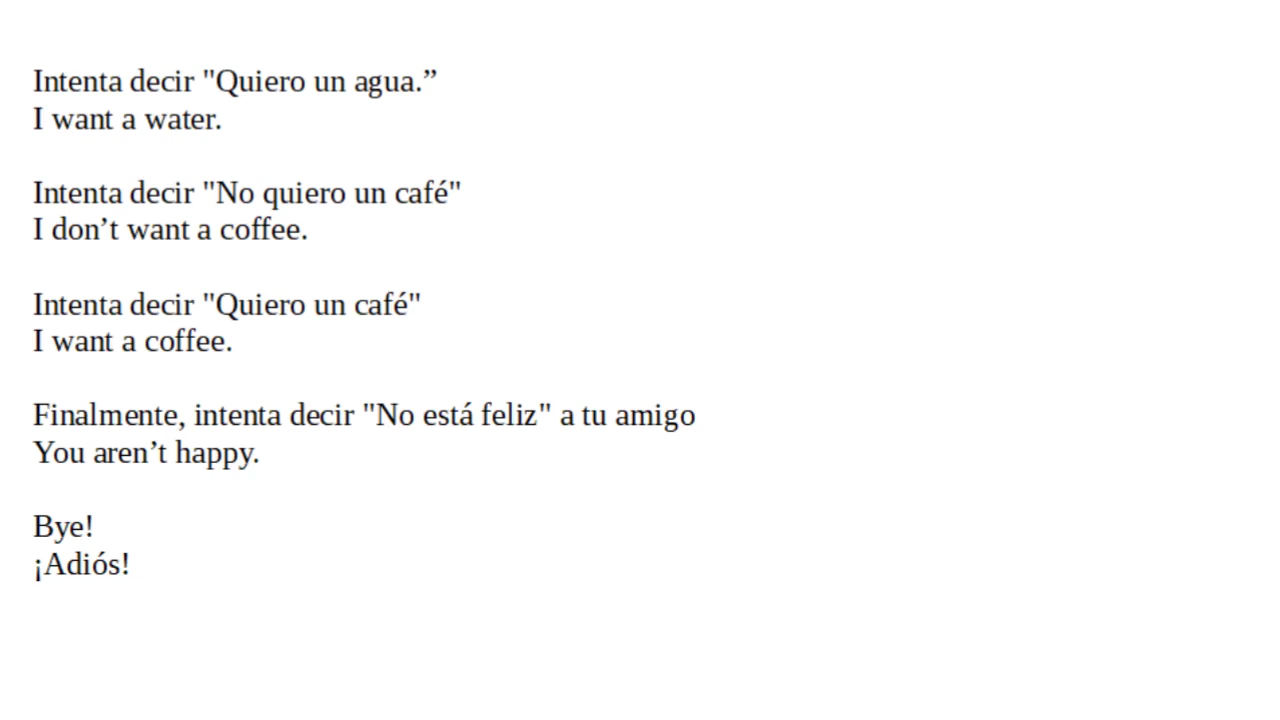 Intenta decir "Quiero un agua.”
I want a water.
Intenta decir "No quiero un café"
I don’t want a coffee.
Intenta decir "Quiero un café"
I want a coffee.
Finalmente, intenta decir "No está feliz" a tu amigo
You aren’t happy.
Bye!
¡Adiós!